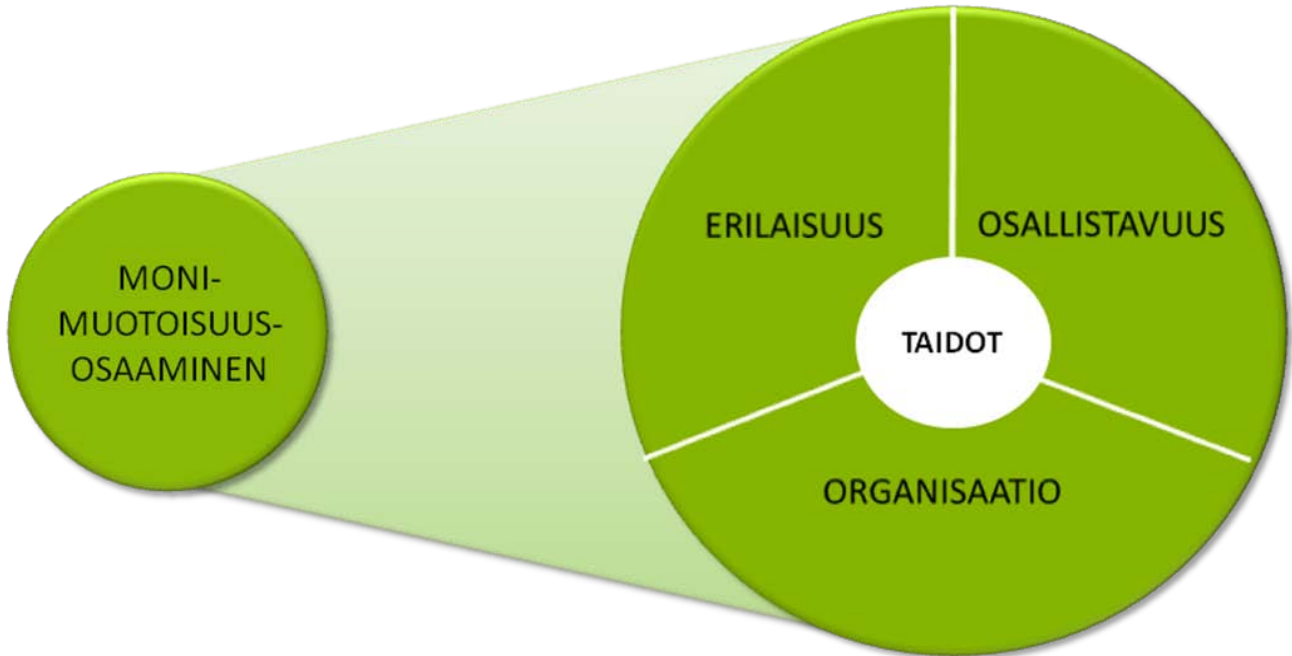 MONI-
MUOTOISUUS-
OSAAMINEN
ERILAISUUS
OSALLISTAVUUS
TAIDOT
ORGANISAATIO